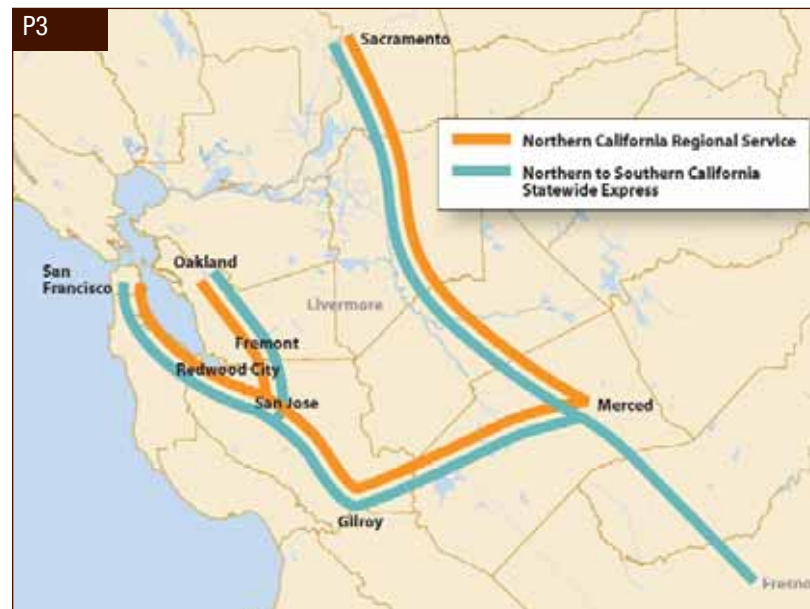 P3
Sacramento
Northern California Regional Service
Northern to Southern California
Statewide Express
San
Francisco
Oakland
Livermore
Fremont
Redwood City
San Jose
Merced
Gilroy
Fresno